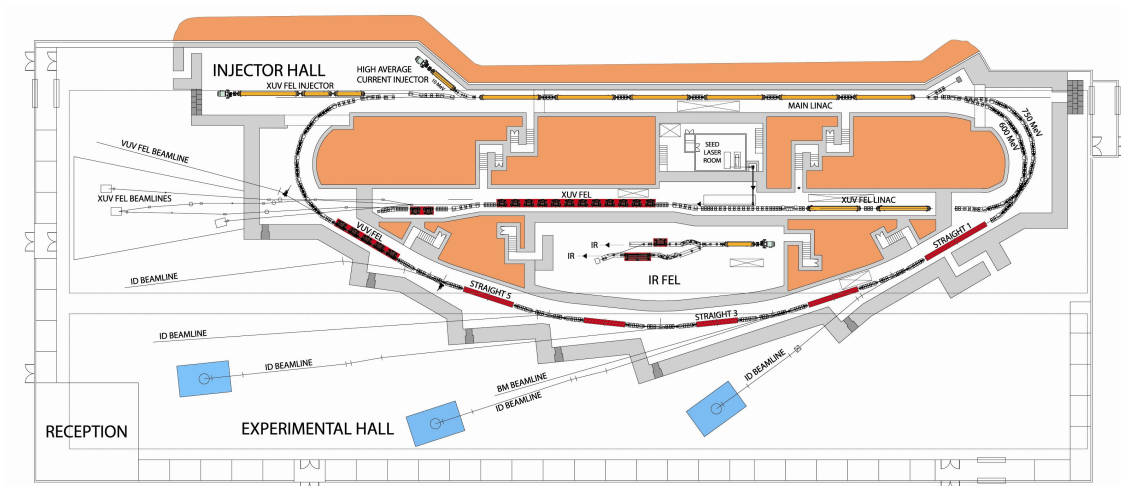 INJECTOR HALL
XUV FEL INJECTOR
HIGH AVERAGE
CURRENT INJECTOR
10 MeV
MAIN LINAC
750 MeV
600 MeV
SEED
LASER
ROOM
VUV FEL BEAMLINE
XUV FEL BEAMLINES
XUV FEL
XUV FEL LINAC
VUV FEL
IR
IR
IR FEL
STRAIGHT 1
ID BEAMLINE
STRAIGHT 5
STRAIGHT 3
ID BEAMLINE
ID BEAMLINE
BM BEAMLINE
ID BEAMLINE
ID BEAMLINE
RECEPTION
EXPERIMENTAL HALL